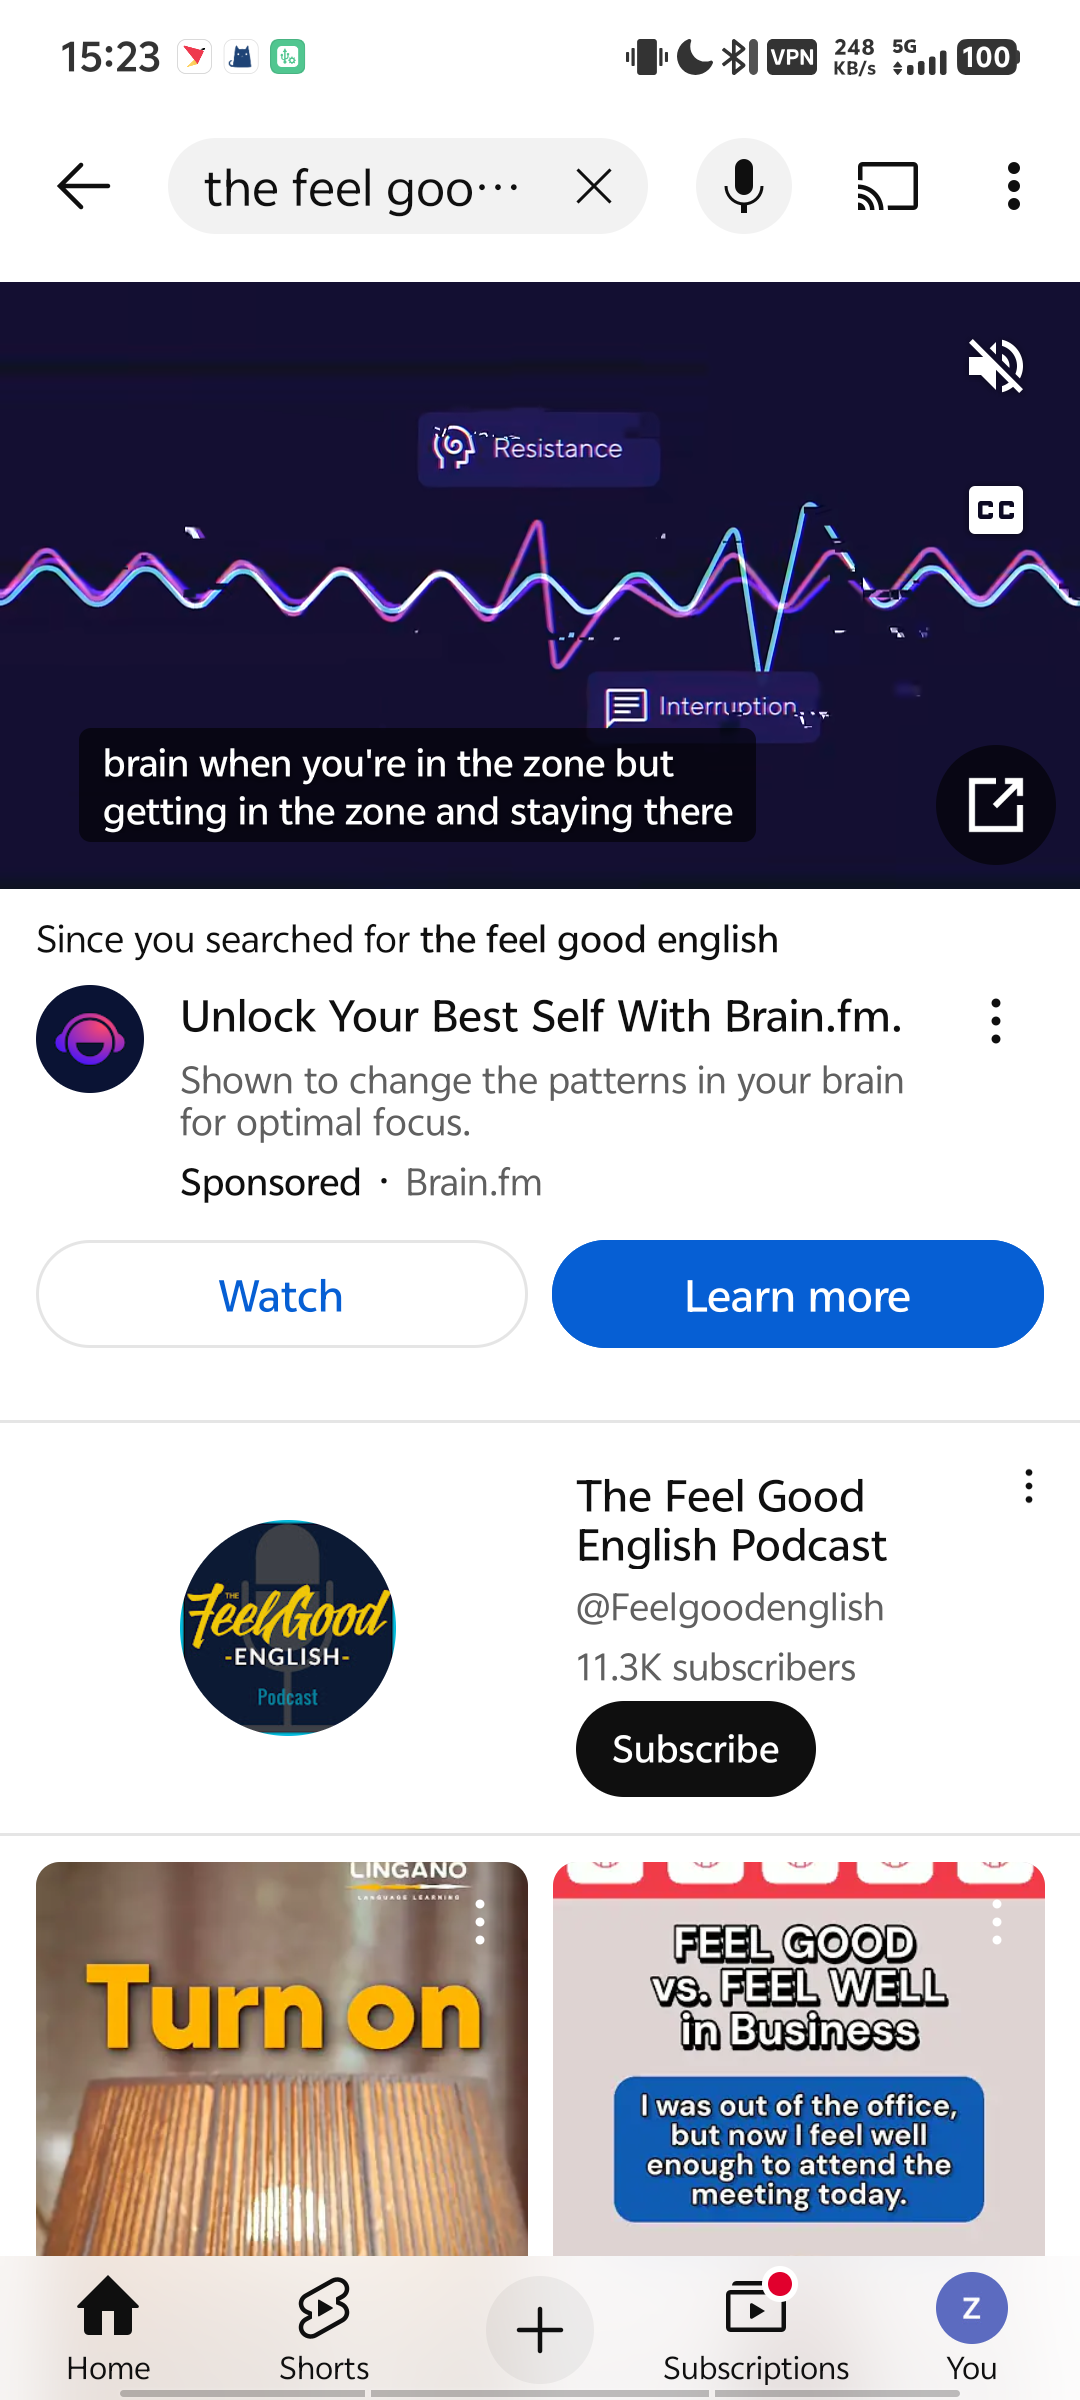 15:23
VPN
248 KB/s
5G
100
the feel goo···
Resistance
CC
Interruption
brain when you're in the zone but
getting in the zone and staying there
Since you searched for the feel good english
Unlock Your Best Self With Brain.fm.
Shown to change the patterns in your brain
for optimal focus.
Sponsored · Brain.fm
Watch
Learn more
The Feel Good
English Podcast
@Feelgoodenglish
11.3K subscribers
Subscribe
THE
FeelGood
-ENGLISH-
Podcast
LINGANO
LANGUAGE LEARNING
Turn on
FEEL GOOD
vs. FEEL WELL
in Business
I was out of the office,
but now I feel well
enough to attend the
meeting today.
Home
Shorts
Subscriptions
Z
You